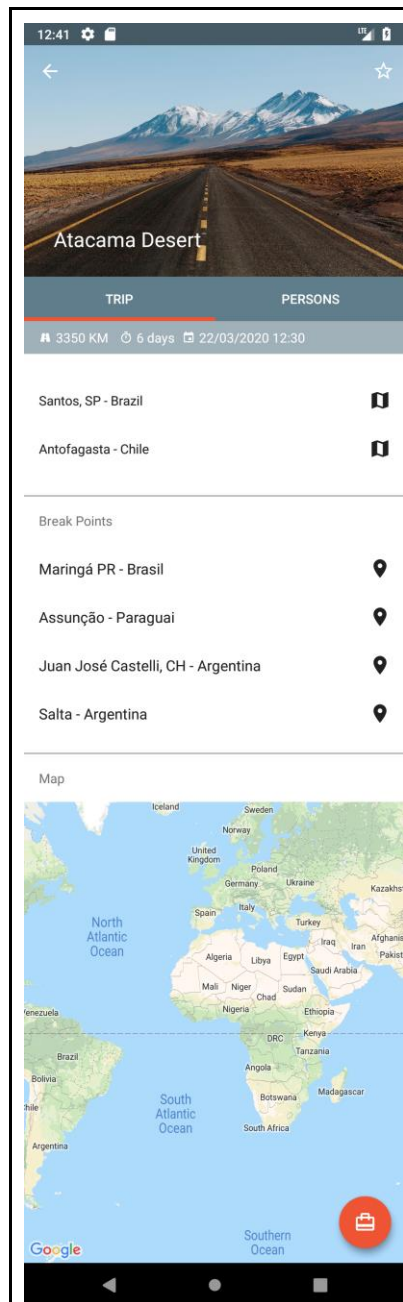 12:41
LTE
Atacama Desert
TRIP PERSONS
3350 KM 6 days 22/03/2020 12:30
Santos, SP - Brazil
Antofagasta - Chile
Break Points
Maringá PR - Brasil
Assunção - Paraguai
Juan José Castelli, CH - Argentina
Salta - Argentina
Map
Iceland
Sweden
Norway
United
Kingdom
Poland
Germany
Ukraine
Kazakhst
Spain
Italy
Turkey
North
Atlantic
Ocean
Iraq
Iran
Afghanis
Pakist
Algeria
Libya
Egypt
Saudi Arabia
Mali
Niger
Chad
Sudan
Nigeria
Ethiopia
enezuela
DRC
Kenya
Tanzania
Brazil
Angola
Bolivia
Botswana
Madagascar
South
Atlantic
Ocean
hile
South Africa
Argentina
Southern
Ocean
Google